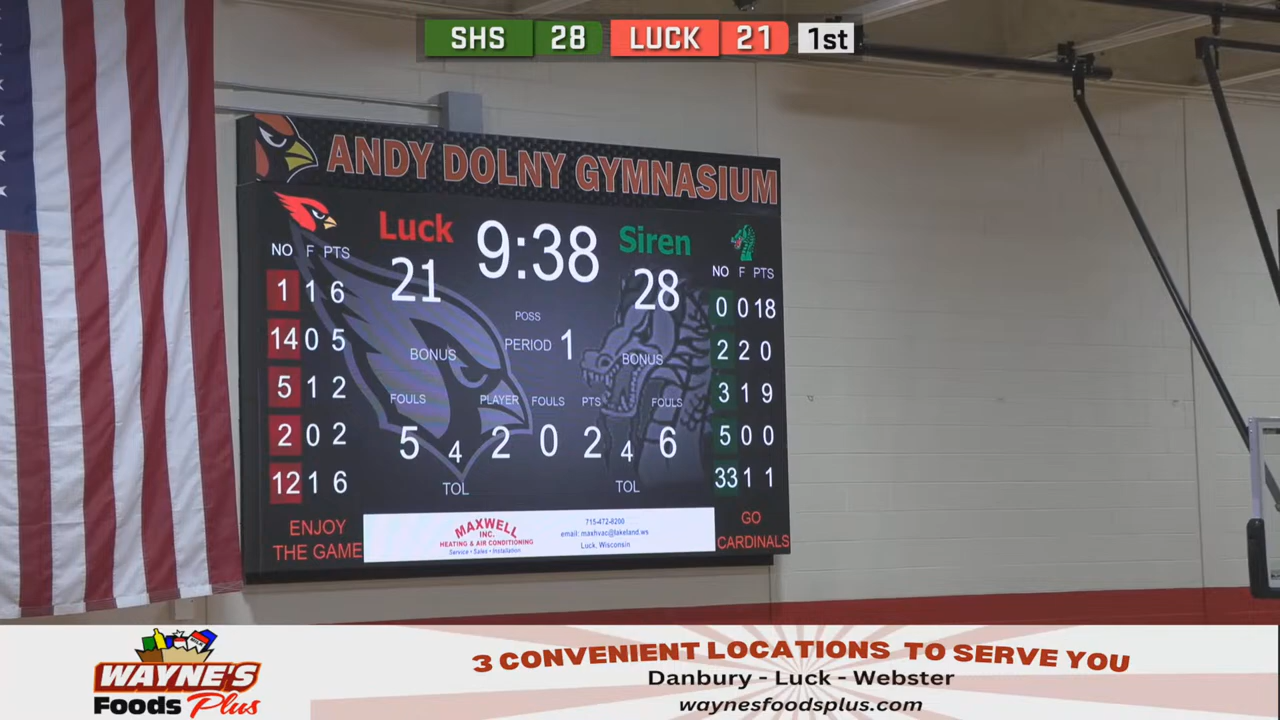 SHS 28 LUCK 21 1st
ANDY DOLNY GYMNASIUM
Luck 9:38 Siren
21 28
NO F PTS
1 1 6
14 0 5
5 1 2
2 0 2
12 1 6
POSS
PERIOD 1
BONUS BONUS
FOULS PLAYER FOULS PTS FOULS
5 4 2 0 2 4 6
TOL TOL
NO F PTS
0 0 18
2 2 0
3 1 9
5 0 0
33 1 1
ENJOY
THE GAME
MAXWELL
INC.
HEATING & AIR CONDITIONING
Service • Sales • Installation
715-472-8200
email: mashvac@lakeland.ws
Luck, Wisconsin
GO
CARDINALS
WAYNE'S
Foods Plus
3 CONVENIENT LOCATIONS TO SERVE YOU
Danbury - Luck - Webster
waynesfoodsplus.com